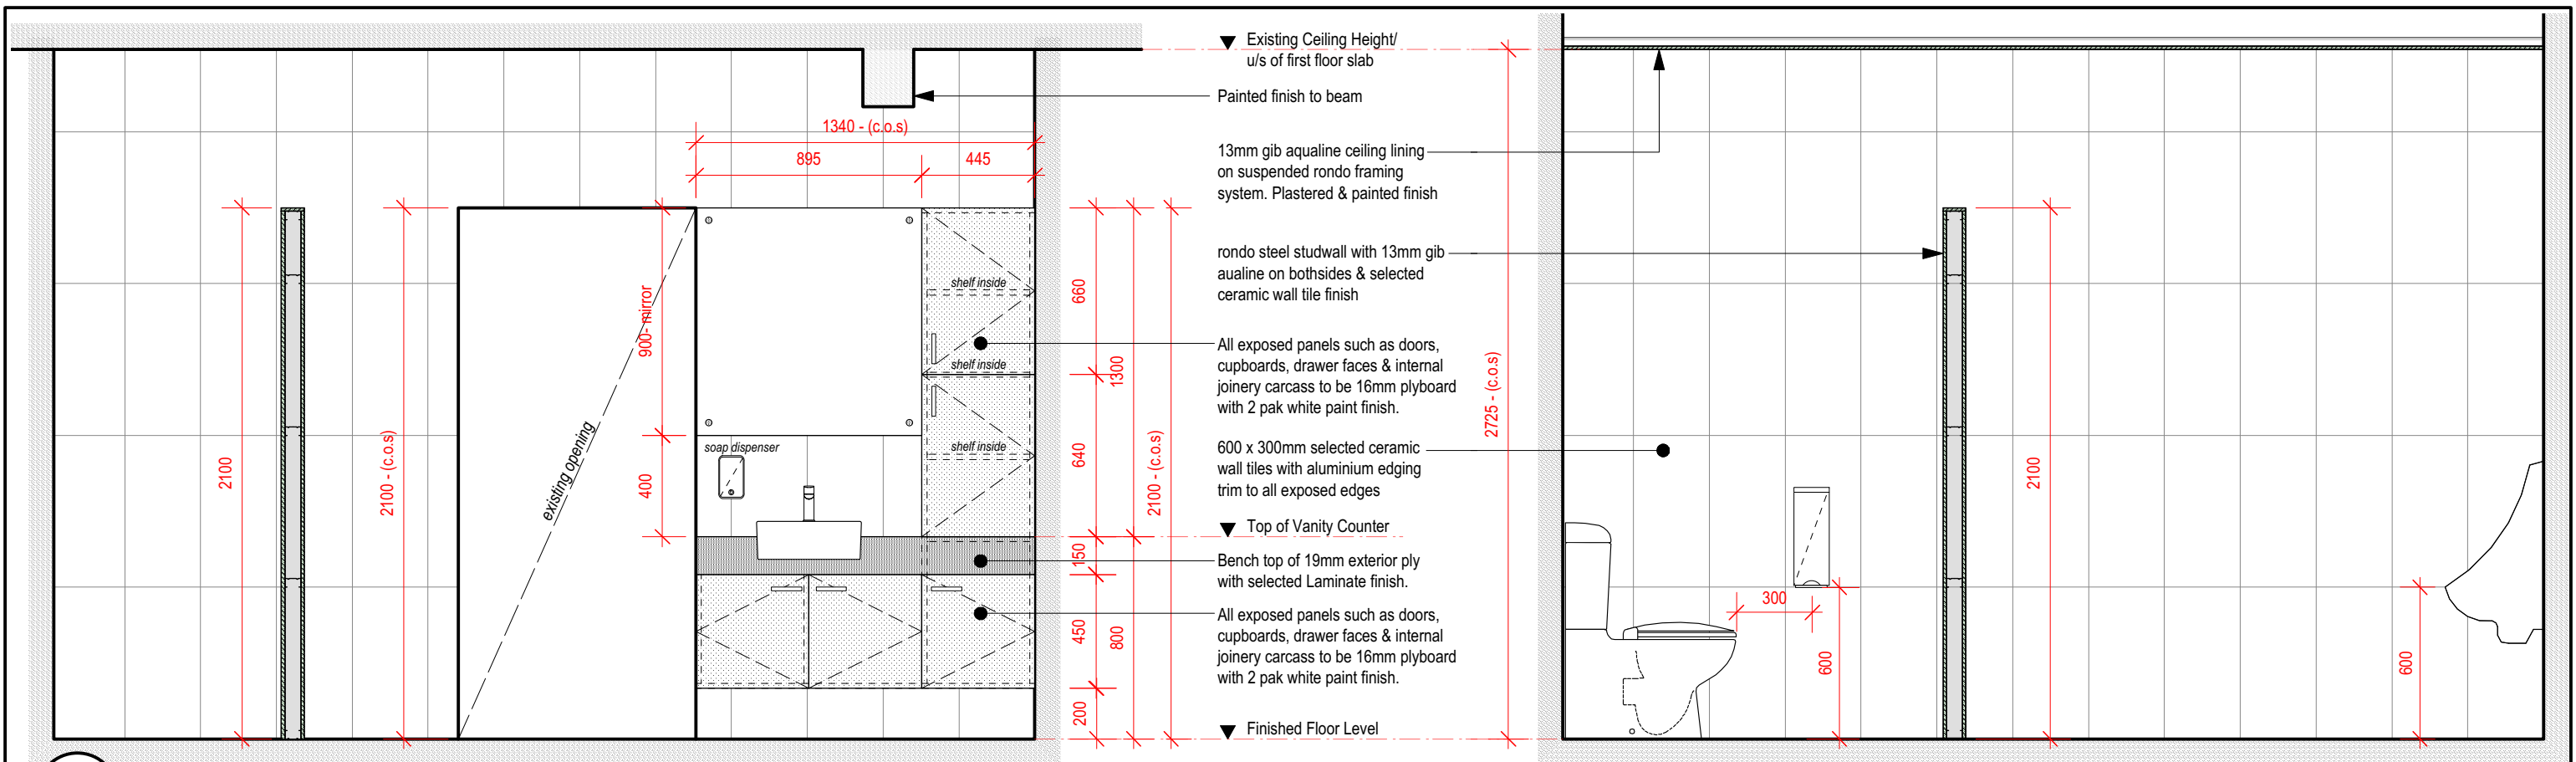 Existing Ceiling Height/
u/s of first floor slab
Painted finish to beam
1340 - (c.o.s)
895
445
13mm gib aqualine ceiling lining
on suspended rondo framing
system. Plastered & painted finish
rondo steel studwall with 13mm gib
aualine on bothsides & selected
ceramic wall tile finish
All exposed panels such as doors,
cupboards, drawer faces & internal
joinery carcass to be 16mm plyboard
with 2 pak white paint finish.
600 x 300mm selected ceramic
wall tiles with aluminium edging
trim to all exposed edges
Top of Vanity Counter
Bench top of 19mm exterior ply
with selected Laminate finish.
All exposed panels such as doors,
cupboards, drawer faces & internal
joinery carcass to be 16mm plyboard
with 2 pak white paint finish.
Finished Floor Level
2100
2100 - (c.o.s)
existing opening
900- mirror
400
soap dispenser
shelf inside
shelf inside
shelf inside
660
640
150
450
200
1300
800
2100 - (c.o.s)
2725 - (c.o.s)
300
600
2100
600